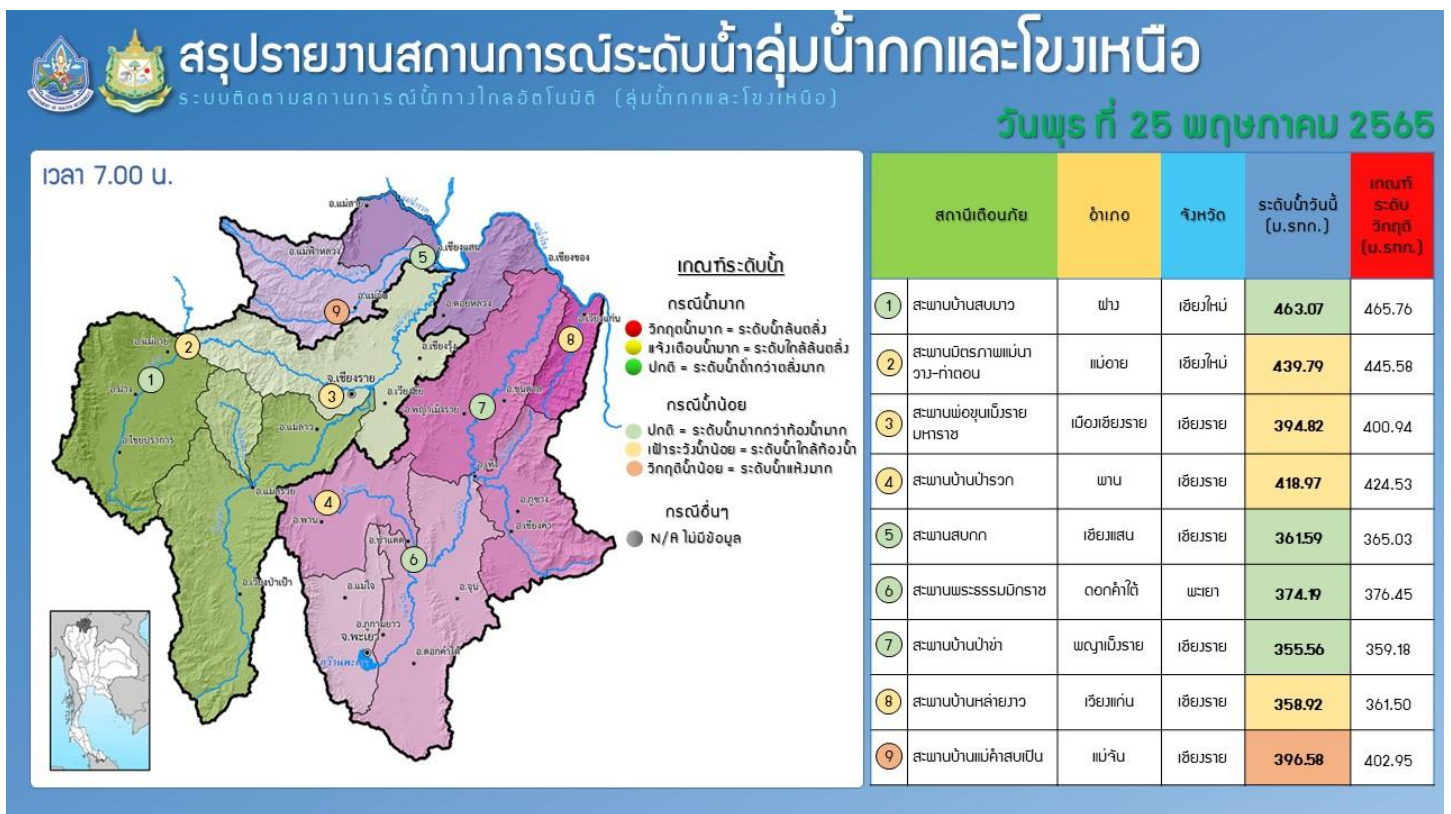 สรุปรายงานสถานการณ์ระดับน้ำลุ่มน้ำกกและโขงเหนือ
ระบบติดตามสถานการณ์น้ำทางไกลอัตโนมัติ (ลุ่มน้ำกกและโขงเหนือ)
วันพุธ ที่ 25 พฤษภาคม 2565
เวลา 7.00 น.
อ.แม่สาย
อ.แม่ฟ้าหลวง
อ.เชียงแสน
5
อ.เชียงของ
9
อ.แม่จัน
อ.ดอยหลวง
อ.เวียงแก่น
8
อ.แม่อาย
2
อ.เชียงรุ้ง
1
อ.ฝาง
จ.เชียงราย
3
อ.เวียงชัย
อ.พญาเม็งราย
7
อ.ขุนตาล
อ.ไชยปราการ
อ.แม่ลาว
อ.เทิง
อ.แม่สรวย
4
อ.พาน
อ.ภูซาง
อ.เชียงคำ
อ.ป่าแดด
6
อ.เวียงป่าเป้า
อ.แม่ใจ
อ.จุน
อ.ภูกามยาว
จ.พะเยา
กว๊านพะเยา
อ.ดอกคำใต้
เกณฑ์ระดับน้ำ
กรณีน้ำมาก
วิกฤตน้ำมาก = ระดับน้ำล้นตลิ่ง
แจ้งเตือนน้ำมาก = ระดับใกล้ล้นตลิ่ง
ปกติ = ระดับน้ำต่ำกว่าตลิ่งมาก
กรณีน้ำน้อย
ปกติ = ระดับน้ำมากกว่าท้องน้ำมาก
เฝ้าระวังน้ำน้อย = ระดับน้ำใกล้ท้องน้ำ
วิกฤติน้ำน้อย = ระดับน้ำแห้งมาก
กรณีอื่นๆ
N/A ไม่มีข้อมูล
สถานีเตือนภัย อำเภอ จังหวัด ระดับน้ำวันนี้ (ม.รทก.) เกณฑ์ระดับวิกฤติ (ม.รทก.)
1 สะพานบ้านสบมาว ฝาง เชียงใหม่ 463.07 465.76
2 สะพานมิตรภาพแม่นาวาง-ท่าตอน แม่อาย เชียงใหม่ 439.79 445.58
3 สะพานพ่อขุนเม็งรายมหาราช เมืองเชียงราย เชียงราย 394.82 400.94
4 สะพานบ้านป่ารวก พาน เชียงราย 418.97 424.53
5 สะพานสบกก เชียงแสน เชียงราย 361.59 365.03
6 สะพานพระธรรมมิกราช ดอกคำใต้ พะเยา 374.19 376.45
7 สะพานบ้านป่าข่า พญาเม็งราย เชียงราย 355.56 359.18
8 สะพานบ้านหล่ายงาว เวียงแก่น เชียงราย 358.92 361.50
9 สะพานบ้านแม่คำสบเปิน แม่จัน เชียงราย 396.58 402.95